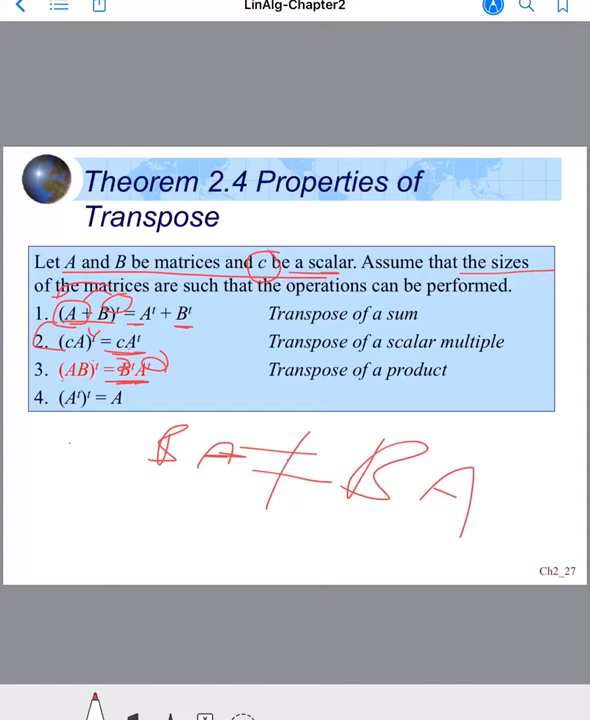 LinAlg-Chapter2
Theorem 2.4 Properties of
Transpose
Let A and B be matrices and c be a scalar. Assume that the sizes
of the matrices are such that the operations can be performed.
1. (A + B)ᵗ = Aᵗ + Bᵗ Transpose of a sum
2. (cA)ᵗ = cAᵗ Transpose of a scalar multiple
3. (AB)ᵗ = BᵗAᵗ Transpose of a product
4. (Aᵗ)ᵗ = A
B A ≠ B A
Ch2_27